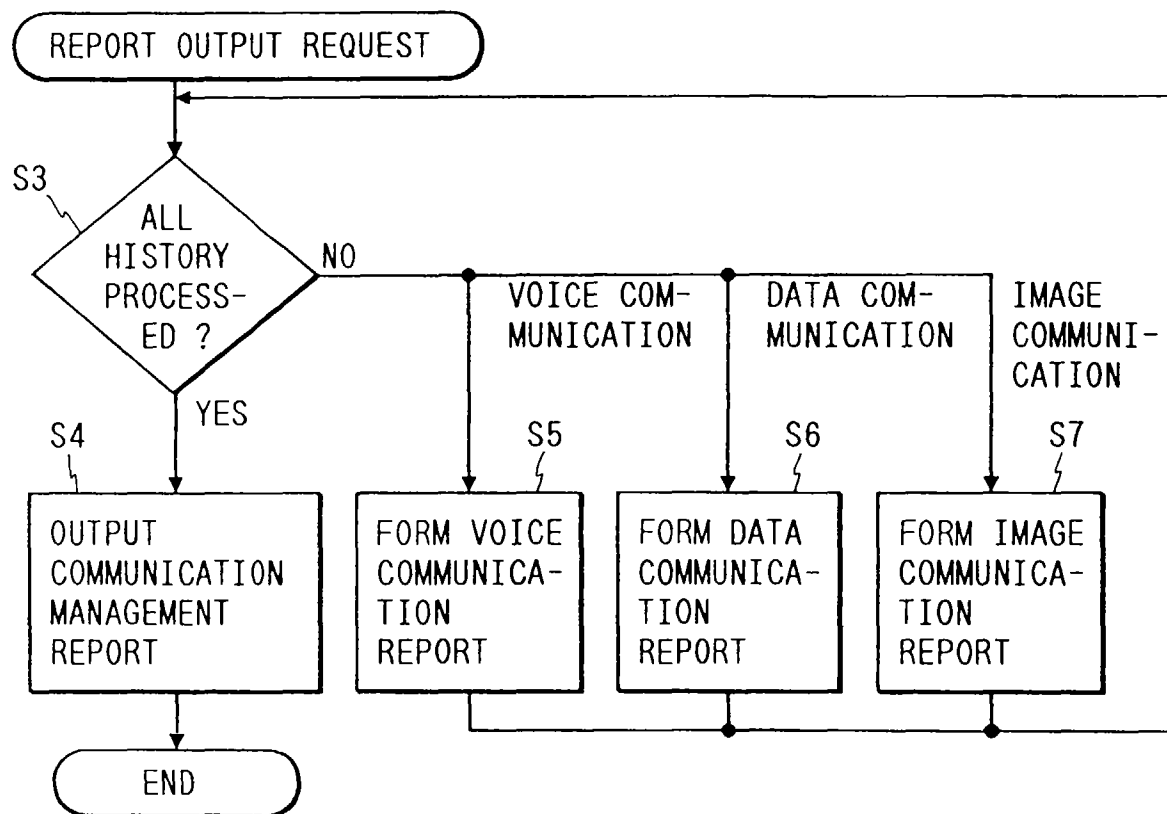 REPORT OUTPUT REQUEST
S3
ALL
HISTORY
PROCESS-
ED ?
NO
YES
VOICE COM-
MUNICATION
DATA COM-
MUNICATION
IMAGE
COMMUNI-
CATION
S4
OUTPUT
COMMUNICATION
MANAGEMENT
REPORT
S5
FORM VOICE
COMMUNICA-
TION
REPORT
S6
FORM DATA
COMMUNICA-
TION
REPORT
S7
FORM IMAGE
COMMUNICA-
TION
REPORT
END